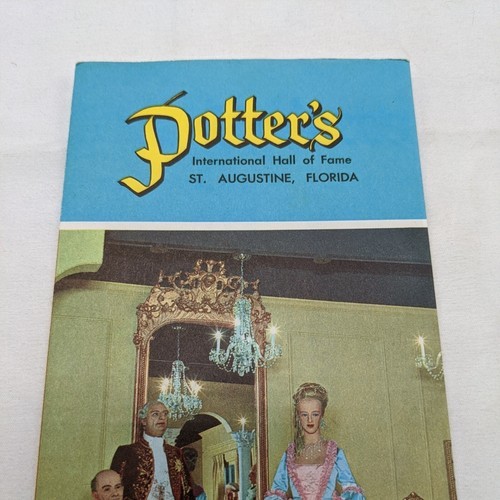 Potter's
International Hall of Fame
ST. AUGUSTINE, FLORIDA